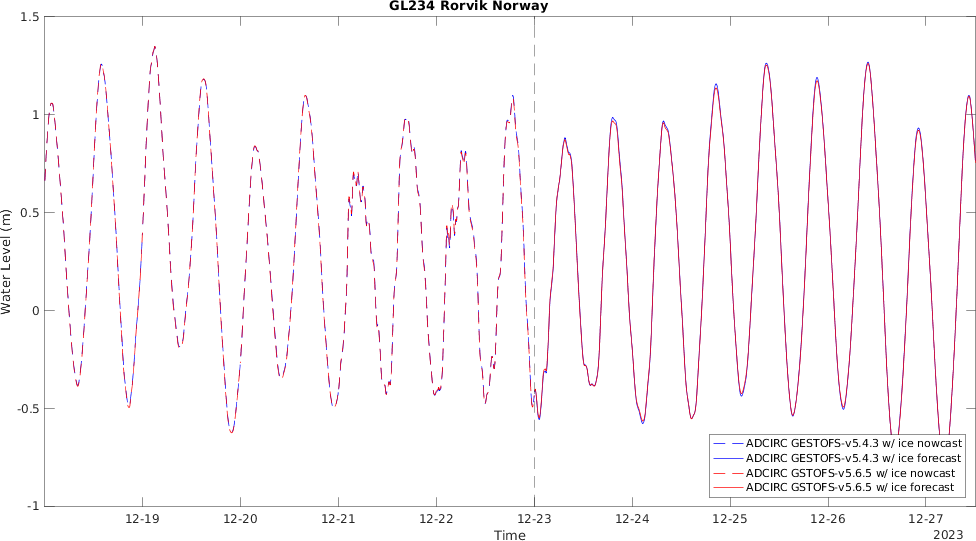 GL234 Rorvik Norway
1.5
1
0.5
0
-0.5
-1
Water Level (m)
12-19 12-20 12-21 12-22 12-23 12-24 12-25 12-26 12-27
Time
2023
ADCIRC GESTOFS-v5.4.3 w/ ice nowcast
ADCIRC GESTOFS-v5.4.3 w/ ice forecast
ADCIRC GSTOFS-v5.6.5 w/ ice nowcast
ADCIRC GSTOFS-v5.6.5 w/ ice forecast